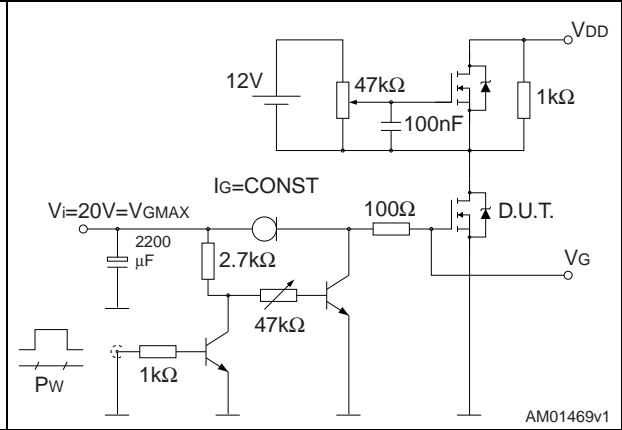 VDD
12V
47kΩ
1kΩ
100nF
IG=CONST
Vi=20V=VGMAX
100Ω
D.U.T.
2200
μF
2.7kΩ
VG
47kΩ
1kΩ
PW
AM01469v1